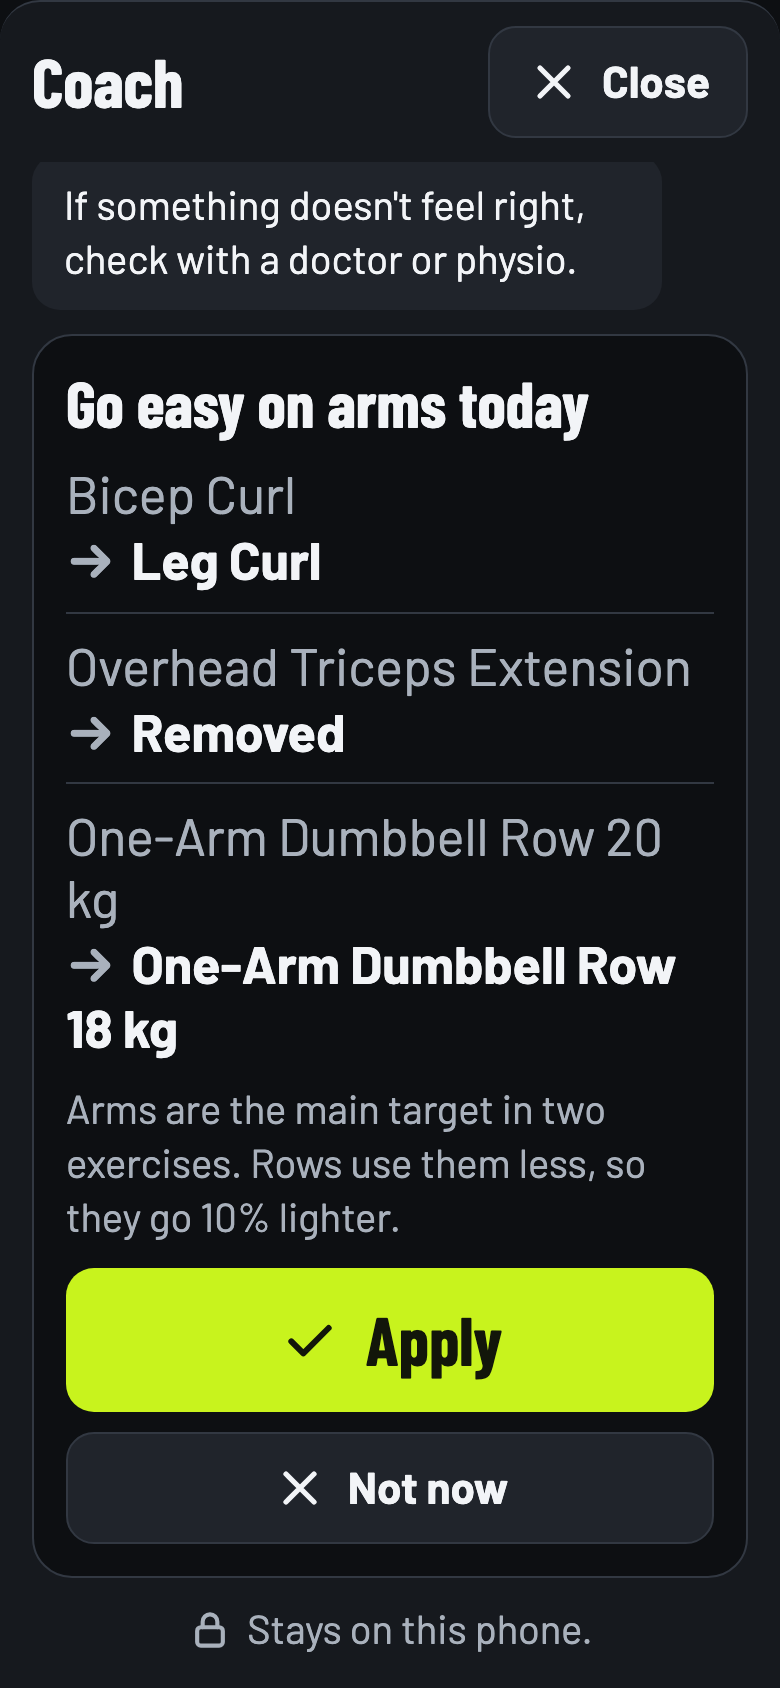 Coach
Close
If something doesn't feel right,
check with a doctor or physio.
Go easy on arms today
Bicep Curl
→ Leg Curl
Overhead Triceps Extension
→ Removed
One-Arm Dumbbell Row 20
kg
→ One-Arm Dumbbell Row
18 kg
Arms are the main target in two
exercises. Rows use them less, so
they go 10% lighter.
Apply
Not now
Stays on this phone.